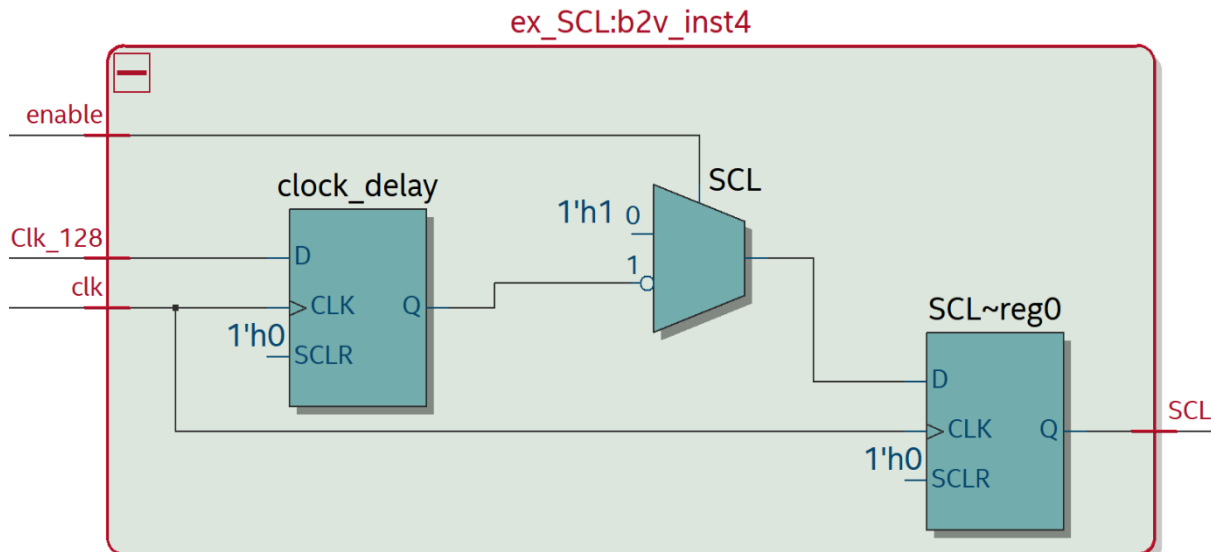 ex_SCL:b2v_inst4
enable
clock_delay
SCL
1'h1
0
Clk_128
D
1
clk
CLK
Q
SCL~reg0
1'h0
SCLR
D
SCL
CLK
Q
1'h0
SCLR